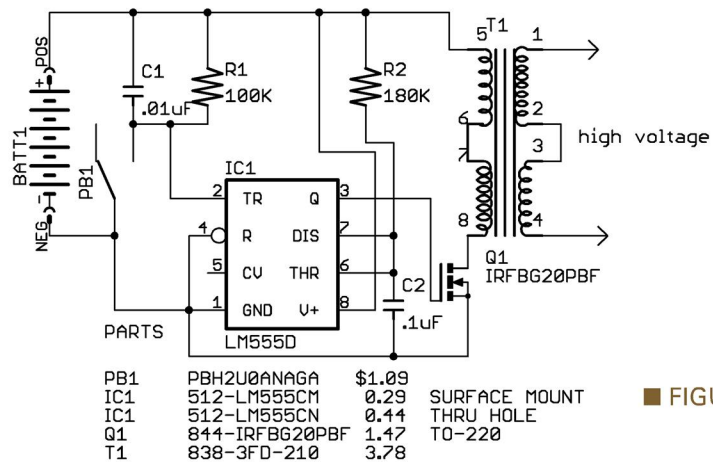 T1
POS
5
1
C1
R1
R2
+
.01uF
100K
180K
6
2
BATT1
7
3
high voltage
PB1
IC1
2
TR
Q
3
8
4
-
4
R
DIS
7
Q1
NEG
IRFBG20PBF
5
CV
THR
6
C2
1
GND
V+
8
.1uF
PARTS
LM555D
PB1 PBH2U0ANAGA $1.09
IC1 512-LM555CM 0.29 SURFACE MOUNT
■ FIGU
IC1 512-LM555CN 0.44 THRU HOLE
Q1 844-IRFBG20PBF 1.47 TO-220
T1 838-3FD-210 3.78